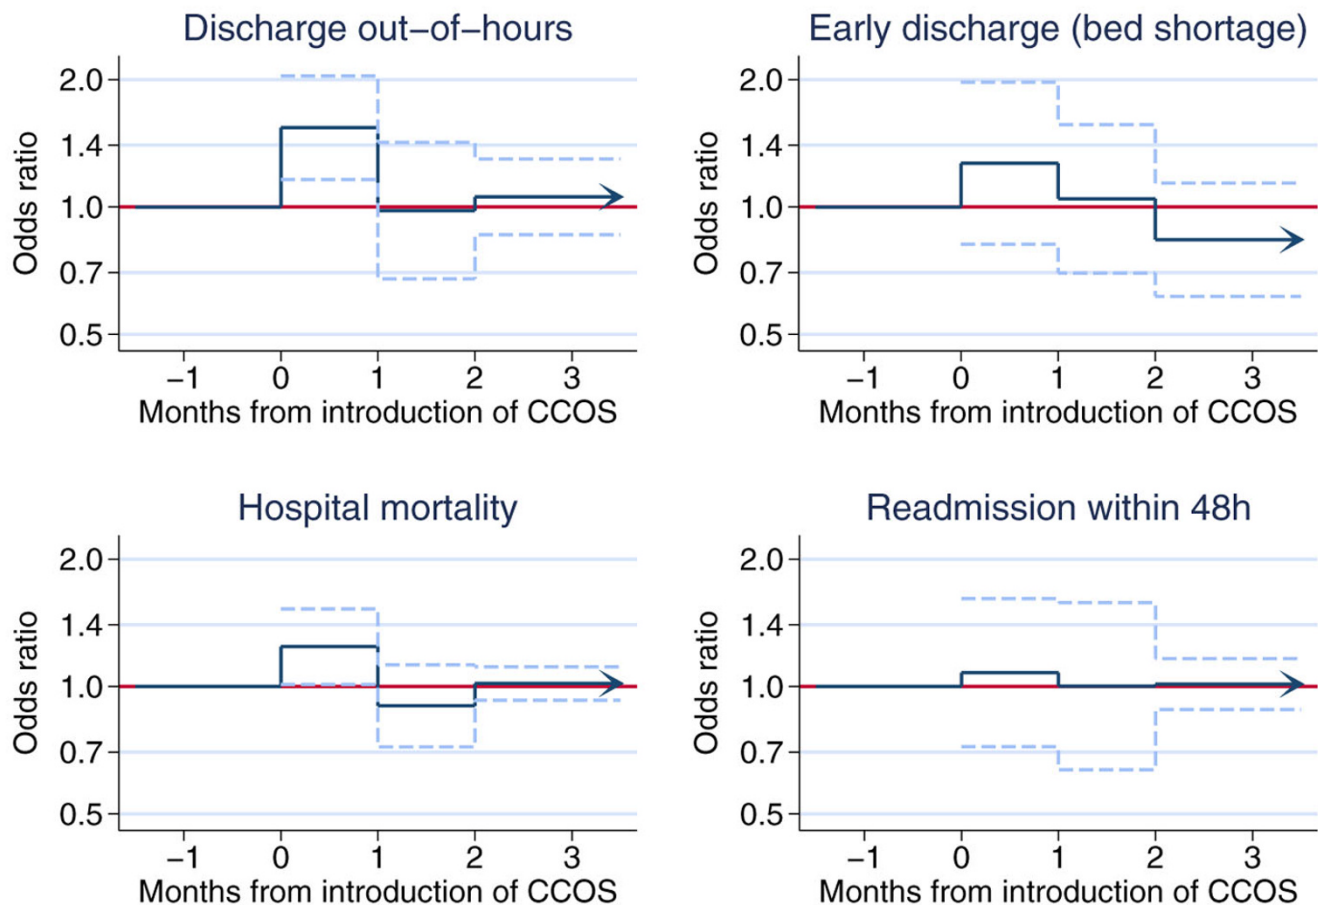 Discharge out−of−hours
Early discharge (bed shortage)
Odds ratio
2.0
1.4
1.0
0.7
0.5
−1 0 1 2 3
Months from introduction of CCOS
Odds ratio
2.0
1.4
1.0
0.7
0.5
−1 0 1 2 3
Months from introduction of CCOS
Hospital mortality
Readmission within 48h
Odds ratio
2.0
1.4
1.0
0.7
0.5
−1 0 1 2 3
Months from introduction of CCOS
Odds ratio
2.0
1.4
1.0
0.7
0.5
−1 0 1 2 3
Months from introduction of CCOS